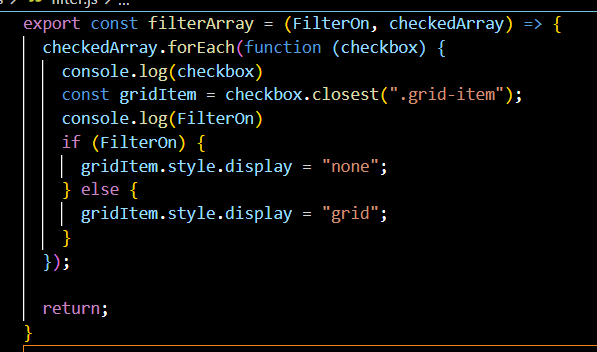 filter.js > ...
export const filterArray = (FilterOn, checkedArray) => {
  checkedArray.forEach(function (checkbox) {
    console.log(checkbox)
    const gridItem = checkbox.closest(".grid-item");
    console.log(FilterOn)
    if (FilterOn) {
      gridItem.style.display = "none";
    } else {
      gridItem.style.display = "grid";
    }
  });

  return;
}